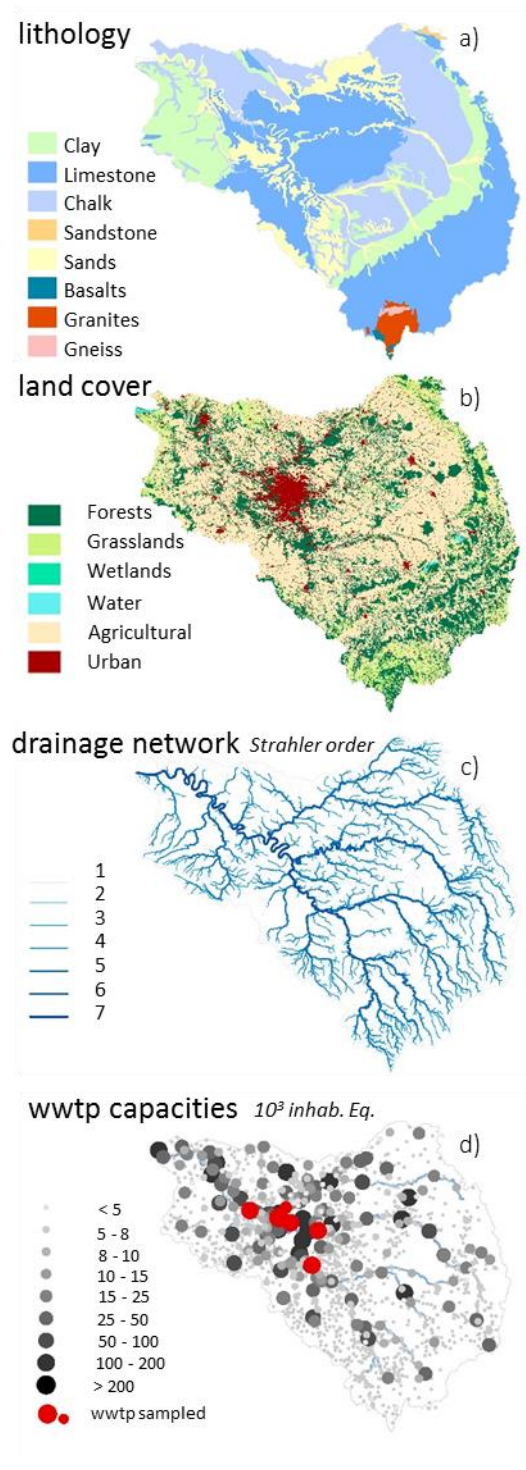 lithology
a)
Clay
Limestone
Chalk
Sandstone
Sands
Basalts
Granites
Gneiss
land cover
b)
Forests
Grasslands
Wetlands
Water
Agricultural
Urban
drainage network Strahler order
c)
1
2
3
4
5
6
7
wwtp capacities 10³ inhab. Eq.
d)
< 5
5 - 8
8 - 10
10 - 15
15 - 25
25 - 50
50 - 100
100 - 200
> 200
wwtp sampled